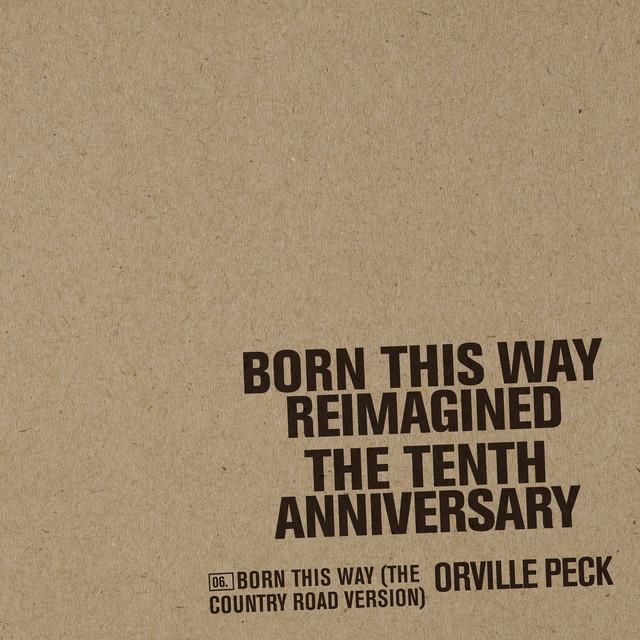 BORN THIS WAY
REIMAGINED
THE TENTH
ANNIVERSARY
06. BORN THIS WAY (THE
COUNTRY ROAD VERSION)
ORVILLE PECK